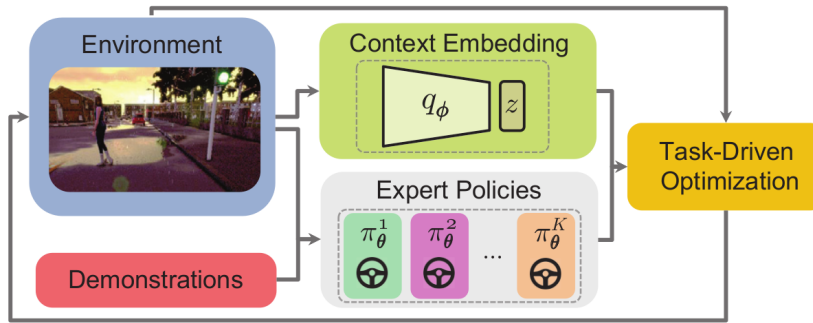 Environment
Context Embedding
q_ϕ
z
Task-Driven
Optimization
Expert Policies
π_θ^1 π_θ^2 ... π_θ^K
Demonstrations